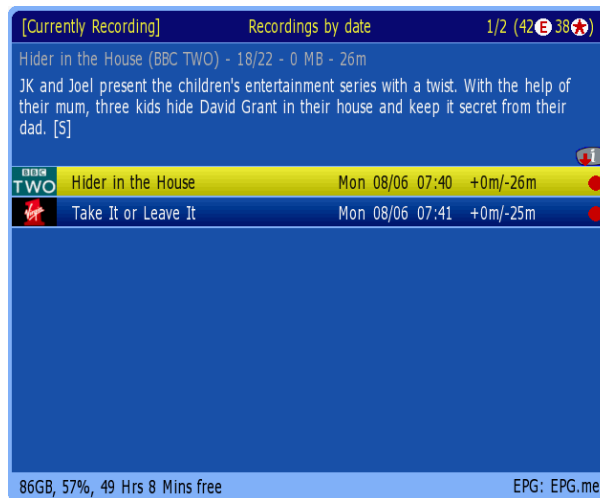 [Currently Recording] Recordings by date 1/2 (42 E 38★)
Hider in the House (BBC TWO) - 18/22 - 0 MB - 26m
JK and Joel present the children's entertainment series with a twist. With the help of
their mum, three kids hide David Grant in their house and keep it secret from their
dad. [S]
i
BBC
TWO Hider in the House Mon 08/06 07:40 +0m/-26m
Virgin 1 Take It or Leave It Mon 08/06 07:41 +0m/-25m
86GB, 57%, 49 Hrs 8 Mins free EPG: EPG.me